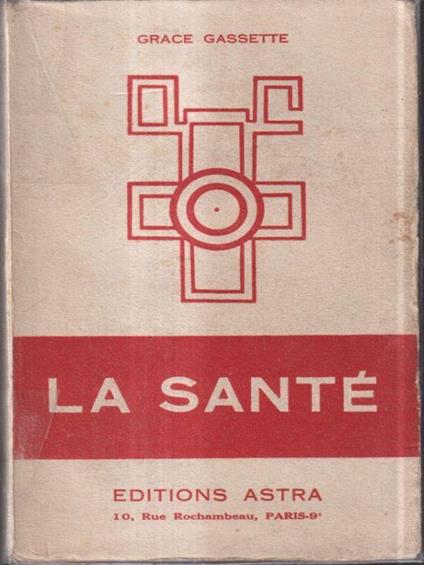 GRACE GASSETTE
LA SANTÉ
EDITIONS ASTRA
10, Rue Rochambeau, PARIS-9ᵉ